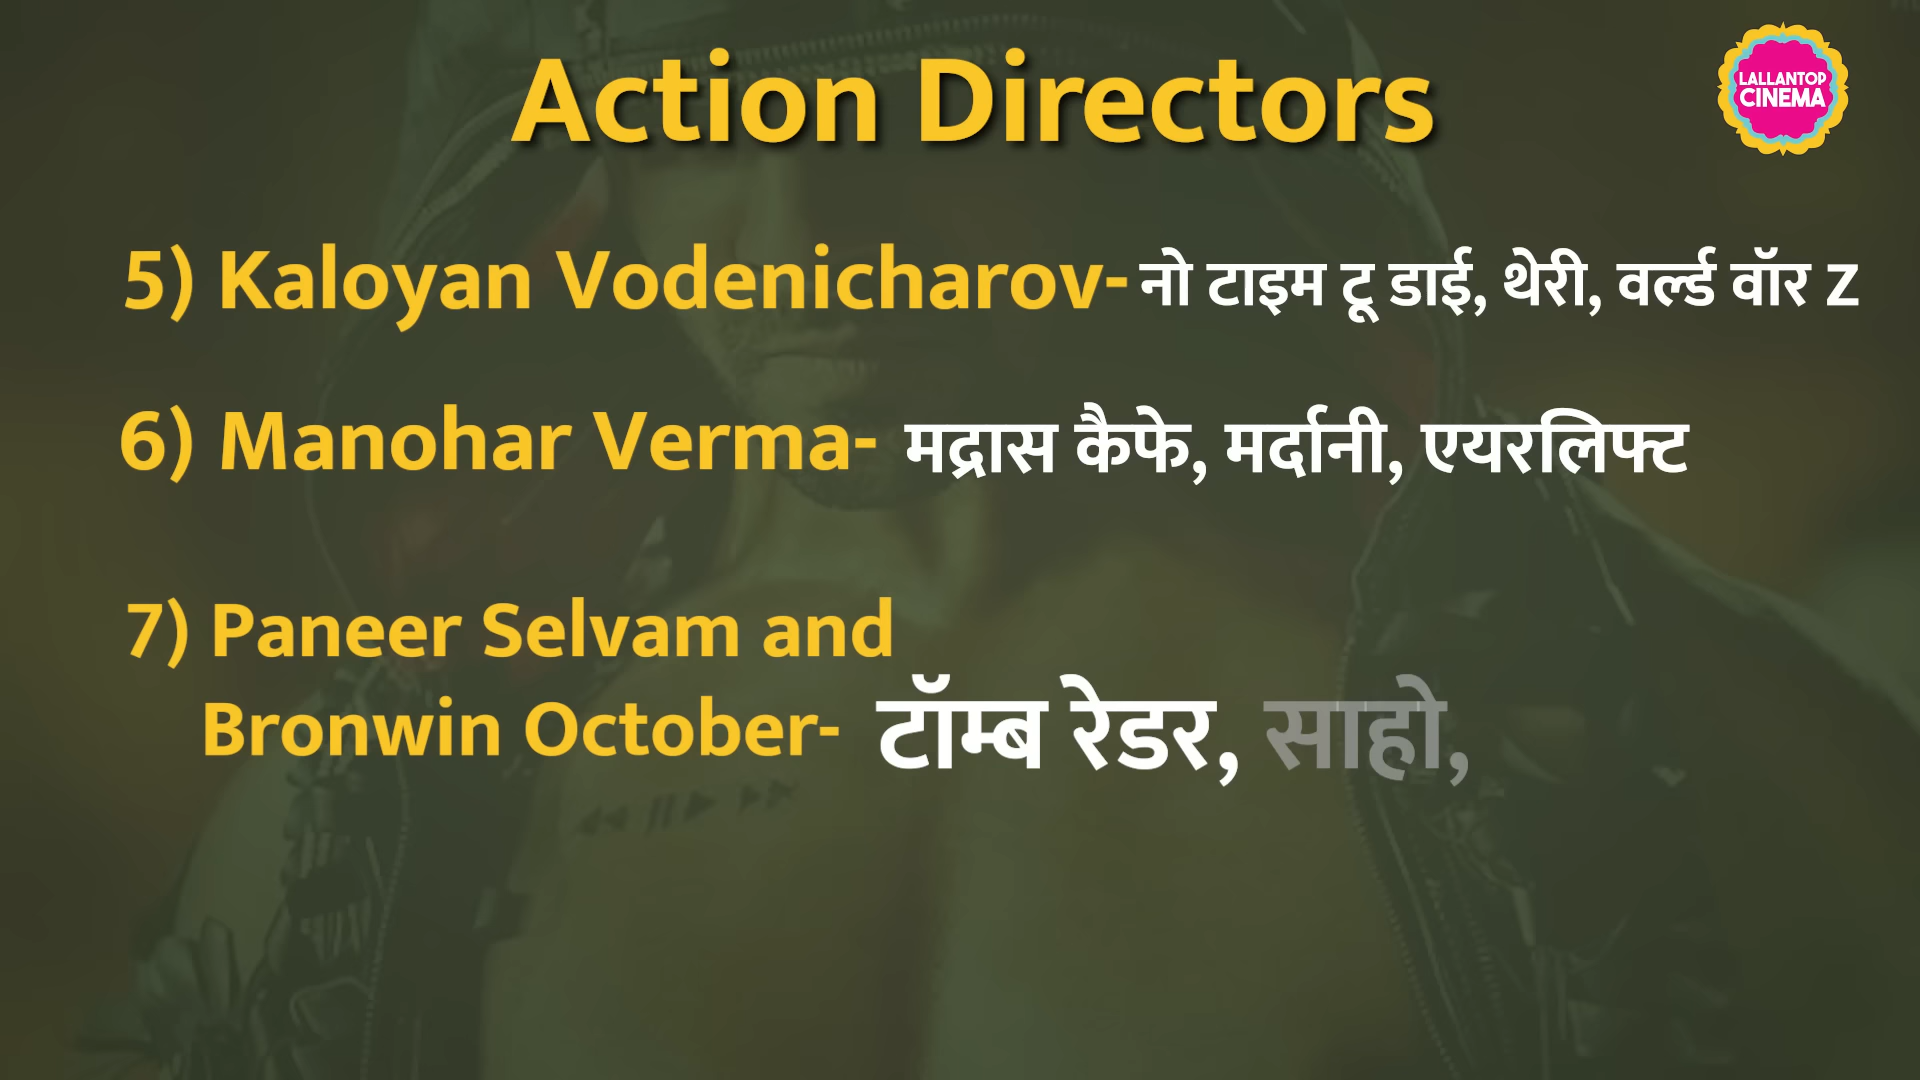 Action Directors
LALLANTOP
CINEMA
5) Kaloyan Vodenicharov- नो टाइम टू डाई, थेरी, वर्ल्ड वॉर Z
6) Manohar Verma- मद्रास कैफे, मर्दानी, एयरलिफ्ट
7) Paneer Selvam and
Bronwin October- टॉम्ब रेडर, साहो,